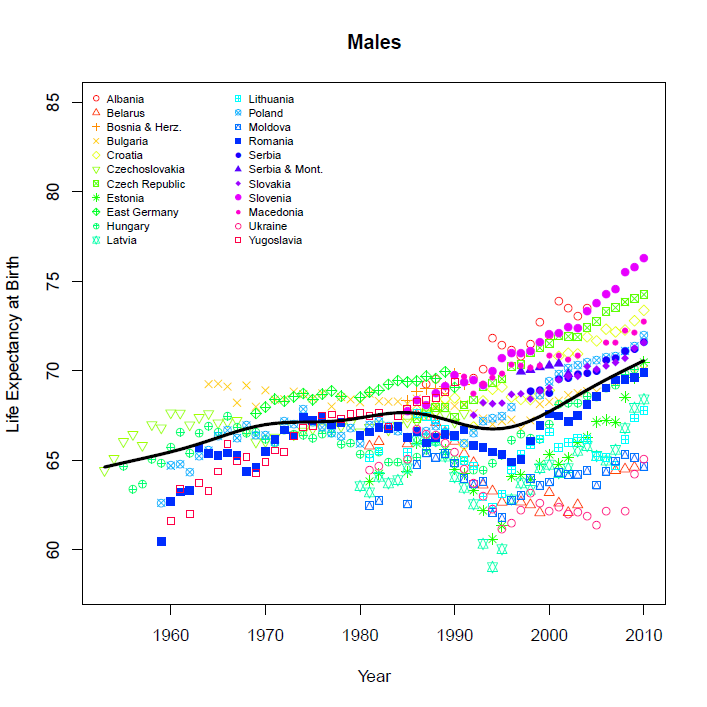 Males
Life Expectancy at Birth
85
80
75
70
65
60
Albania
Belarus
Bosnia & Herz.
Bulgaria
Croatia
Czechoslovakia
Czech Republic
Estonia
East Germany
Hungary
Latvia
Lithuania
Poland
Moldova
Romania
Serbia
Serbia & Mont.
Slovakia
Slovenia
Macedonia
Ukraine
Yugoslavia
1960 1970 1980 1990 2000 2010
Year